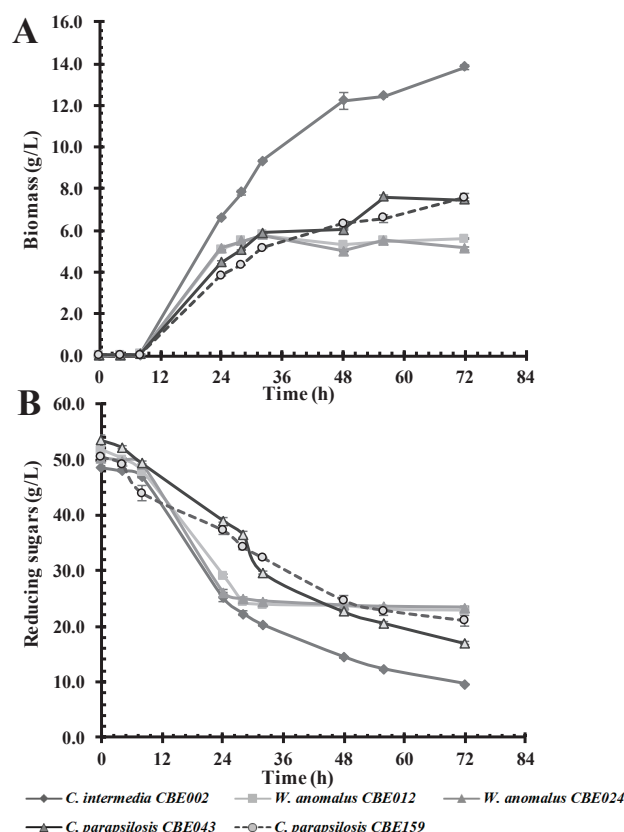 A
16.0
14.0
12.0
10.0
8.0
6.0
4.0
2.0
0.0
Biomass (g/L)
0 12 24 36 48 60 72 84
Time (h)
B
60.0
50.0
40.0
30.0
20.0
10.0
0.0
Reducing sugars (g/L)
0 12 24 36 48 60 72 84
Time (h)
C. intermedia CBE002 W. anomalus CBE012 W. anomalus CBE024
C. parapsilosis CBE043 C. parapsilosis CBE159